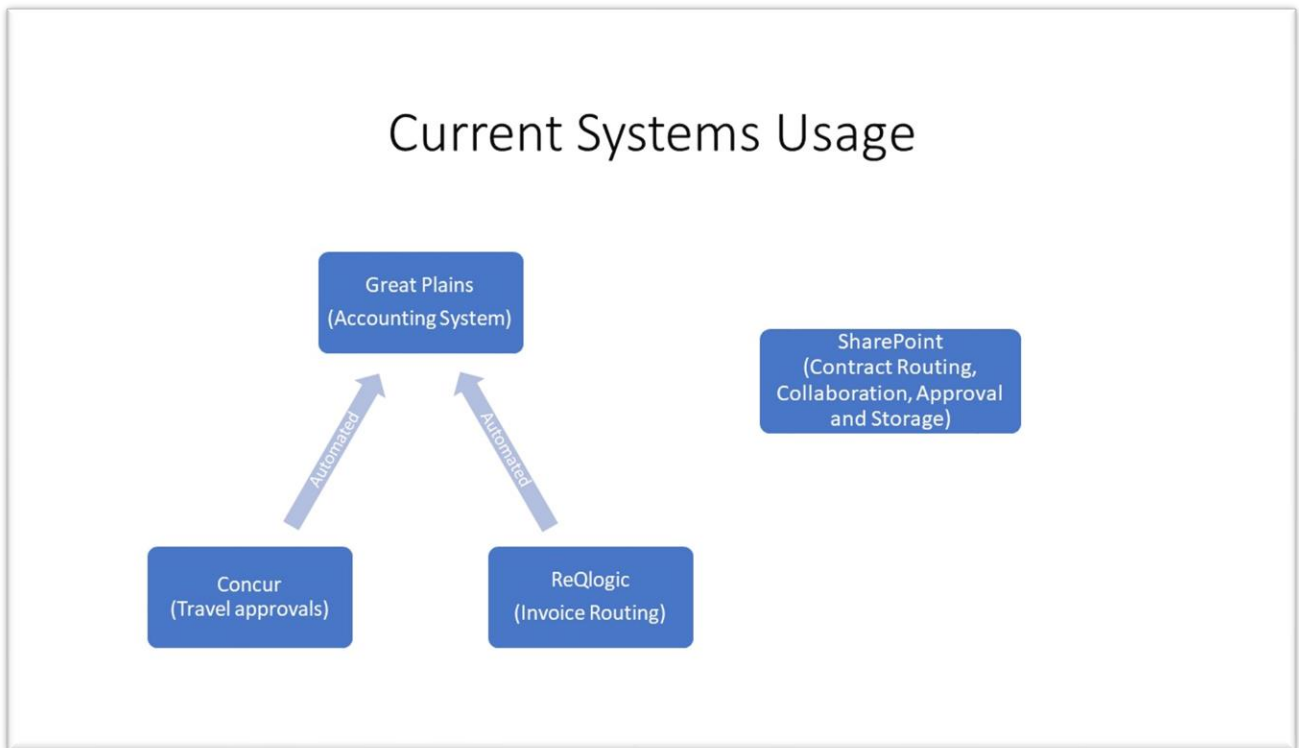 Current Systems Usage
Great Plains
(Accounting System)
SharePoint
(Contract Routing,
Collaboration, Approval
and Storage)
Automated
Automated
Concur
(Travel approvals)
ReQlogic
(Invoice Routing)